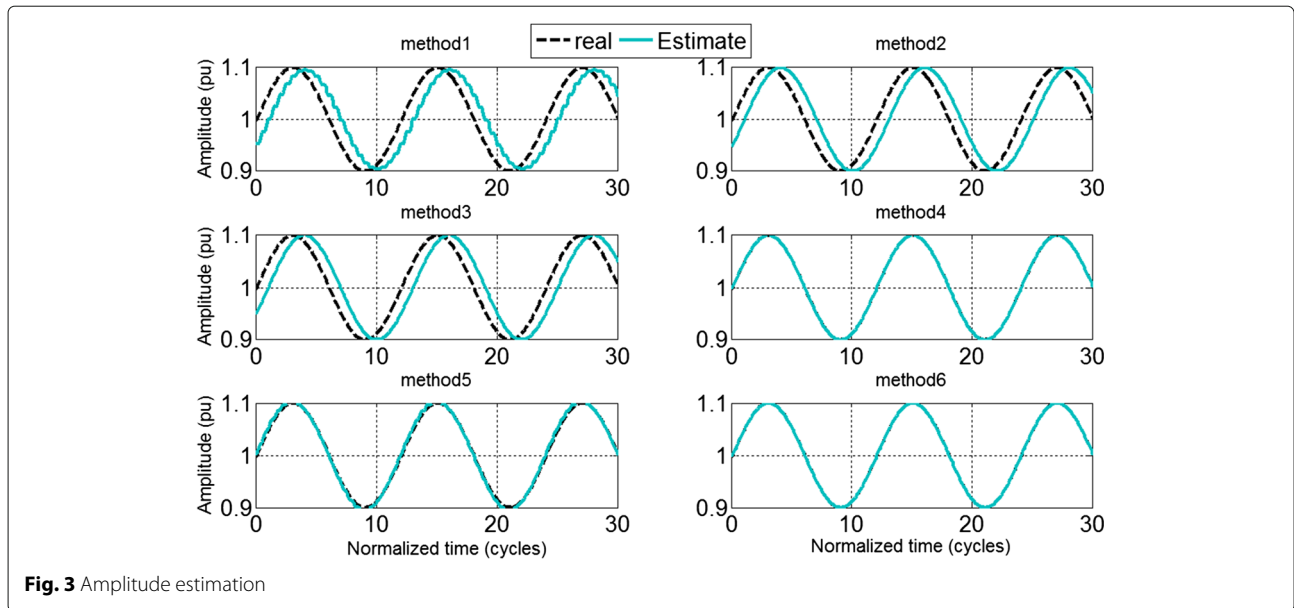 real Estimate
method1 method2
1.1 1.1
Amplitude (pu)
1 1
0.9 0.9
0 10 20 30 0 10 20 30
method3 method4
1.1 1.1
Amplitude (pu)
1 1
0.9 0.9
0 10 20 30 0 10 20 30
method5 method6
1.1 1.1
Amplitude (pu)
1 1
0.9 0.9
0 10 20 30 0 10 20 30
Normalized time (cycles) Normalized time (cycles)
Fig. 3 Amplitude estimation